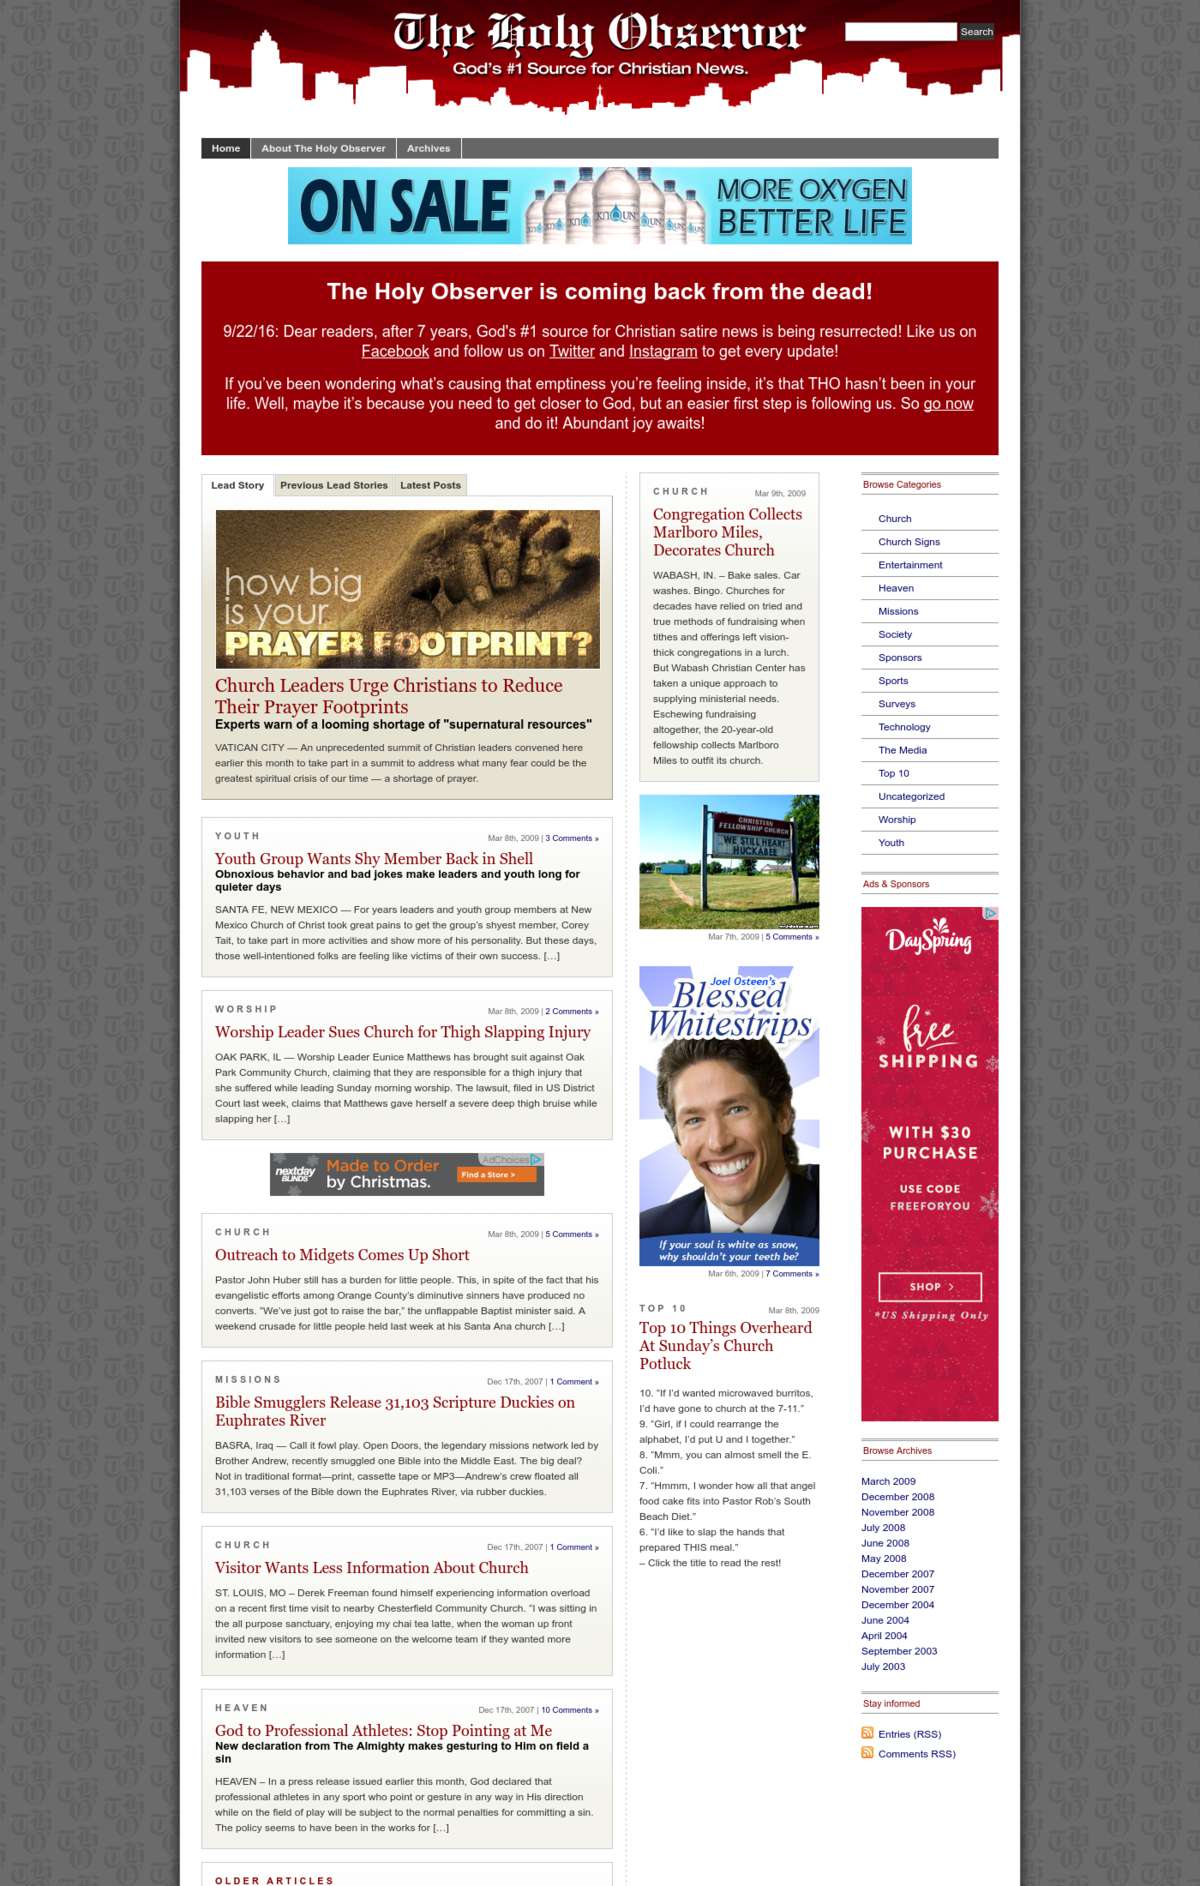 The Holy Observer
God's #1 Source for Christian News.
Search
Home
About The Holy Observer
Archives
ON SALE
KNQUN
MORE OXYGEN
BETTER LIFE
The Holy Observer is coming back from the dead!
9/22/16: Dear readers, after 7 years, God's #1 source for Christian satire news is being resurrected! Like us on
Facebook and follow us on Twitter and Instagram to get every update!
If you've been wondering what's causing that emptiness you're feeling inside, it's that THO hasn't been in your
life. Well, maybe it's because you need to get closer to God, but an easier first step is following us. So go now
and do it! Abundant joy awaits!
Lead Story
Previous Lead Stories
Latest Posts
how big
is your
PRAYER FOOTPRINT?
Church Leaders Urge Christians to Reduce
Their Prayer Footprints
Experts warn of a looming shortage of "supernatural resources"
VATICAN CITY — An unprecedented summit of Christian leaders convened here
earlier this month to take part in a summit to address what many fear could be the
greatest spiritual crisis of our time — a shortage of prayer.
YOUTH
Mar 8th, 2009 | 3 Comments »
Youth Group Wants Shy Member Back in Shell
Obnoxious behavior and bad jokes make leaders and youth long for
quieter days
SANTA FE, NEW MEXICO — For years leaders and youth group members at New
Mexico Church of Christ took great pains to get the group's shyest member, Corey
Tait, to take part in more activities and show more of his personality. But these days,
those well-intentioned folks are feeling like victims of their own success. […]
WORSHIP
Mar 8th, 2009 | 2 Comments »
Worship Leader Sues Church for Thigh Slapping Injury
OAK PARK, IL — Worship Leader Eunice Matthews has brought suit against Oak
Park Community Church, claiming that they are responsible for a thigh injury that
she suffered while leading Sunday morning worship. The lawsuit, filed in US District
Court last week, claims that Matthews gave herself a severe deep thigh bruise while
slapping her […]
nextday
BLINDS
Made to Order
by Christmas.
AdChoices
Find a Store >
CHURCH
Mar 8th, 2009 | 5 Comments »
Outreach to Midgets Comes Up Short
Pastor John Huber still has a burden for little people. This, in spite of the fact that his
evangelistic efforts among Orange County's diminutive sinners have produced no
converts. "We've just got to raise the bar," the unflappable Baptist minister said. A
weekend crusade for little people held last week at his Santa Ana church […]
MISSIONS
Dec 17th, 2007 | 1 Comment »
Bible Smugglers Release 31,103 Scripture Duckies on
Euphrates River
BASRA, Iraq — Call it fowl play. Open Doors, the legendary missions network led by
Brother Andrew, recently smuggled one Bible into the Middle East. The big deal?
Not in traditional format—print, cassette tape or MP3—Andrew's crew floated all
31,103 verses of the Bible down the Euphrates River, via rubber duckies.
CHURCH
Dec 17th, 2007 | 1 Comment »
Visitor Wants Less Information About Church
ST. LOUIS, MO – Derek Freeman found himself experiencing information overload
on a recent first time visit to nearby Chesterfield Community Church. "I was sitting in
the all purpose sanctuary, enjoying my chai tea latte, when the woman up front
invited new visitors to see someone on the welcome team if they wanted more
information […]
HEAVEN
Dec 17th, 2007 | 10 Comments »
God to Professional Athletes: Stop Pointing at Me
New declaration from The Almighty makes gesturing to Him on field a
sin
HEAVEN – In a press release issued earlier this month, God declared that
professional athletes in any sport who point or gesture in any way in His direction
while on the field of play will be subject to the normal penalties for committing a sin.
The policy seems to have been in the works for […]
OLDER ARTICLES
CHURCH
Mar 9th, 2009
Congregation Collects
Marlboro Miles,
Decorates Church
WABASH, IN. – Bake sales. Car
washes. Bingo. Churches for
decades have relied on tried and
true methods of fundraising when
tithes and offerings left vision-
thick congregations in a lurch.
But Wabash Christian Center has
taken a unique approach to
supplying ministerial needs.
Eschewing fundraising
altogether, the 20-year-old
fellowship collects Marlboro
Miles to outfit its church.
CHRISTIAN
FELLOWSHIP CHURCH
WE STILL HEART
HUCKABEE
Mar 7th, 2009 | 5 Comments »
Joel Osteen's
Blessed
Whitestrips
If your soul is white as snow,
why shouldn't your teeth be?
Mar 6th, 2009 | 7 Comments »
TOP 10
Mar 8th, 2009
Top 10 Things Overheard
At Sunday's Church
Potluck
10. "If I'd wanted microwaved burritos,
I'd have gone to church at the 7-11."
9. "Girl, if I could rearrange the
alphabet, I'd put U and I together."
8. "Mmm, you can almost smell the E.
Coli."
7. "Hmmm, I wonder how all that angel
food cake fits into Pastor Rob's South
Beach Diet."
6. "I'd like to slap the hands that
prepared THIS meal."
– Click the title to read the rest!
Browse Categories
Church
Church Signs
Entertainment
Heaven
Missions
Society
Sponsors
Sports
Surveys
Technology
The Media
Top 10
Uncategorized
Worship
Youth
Ads & Sponsors
DaySpring
free
SHIPPING
WITH $30
PURCHASE
USE CODE
FREEFORYOU
SHOP >
*US Shipping Only
Browse Archives
March 2009
December 2008
November 2008
July 2008
June 2008
May 2008
December 2007
November 2007
December 2004
June 2004
April 2004
September 2003
July 2003
Stay informed
Entries (RSS)
Comments RSS)